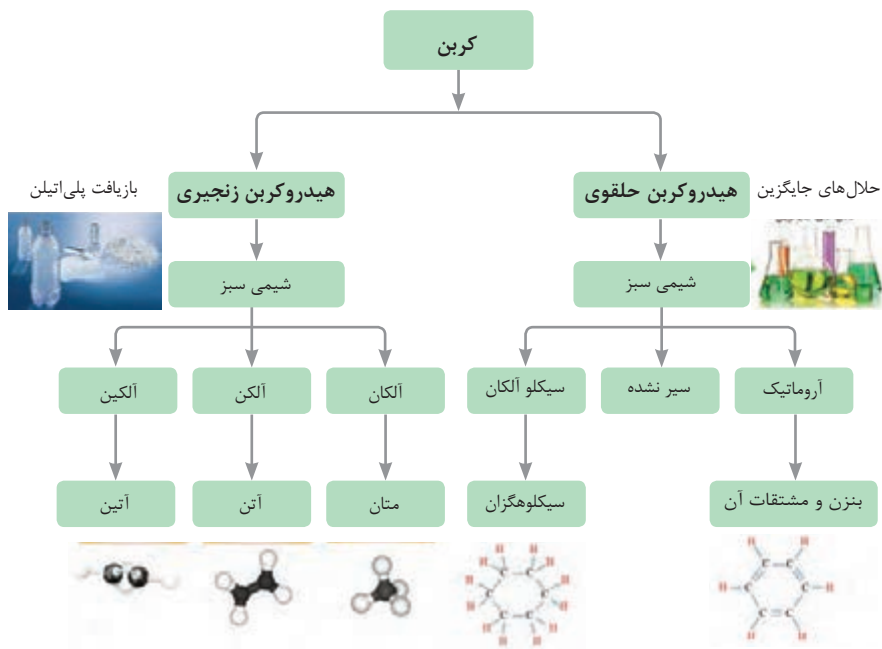 کربن
هیدروکربن حلقوی
هیدروکربن زنجیری
حلال‌های جایگزین
بازیافت پلی‌اتیلن
شیمی سبز
شیمی سبز
آروماتیک
سیر نشده
سیکلو آلکان
آلکان
آلکن
آلکین
بنزن و مشتقات آن
سیکلوهگزان
متان
آتن
آتین
H H
H H H H
H C C H
H C C H
H C C H
H H H H
H H
H H
C
C C
H C C H
C
H H